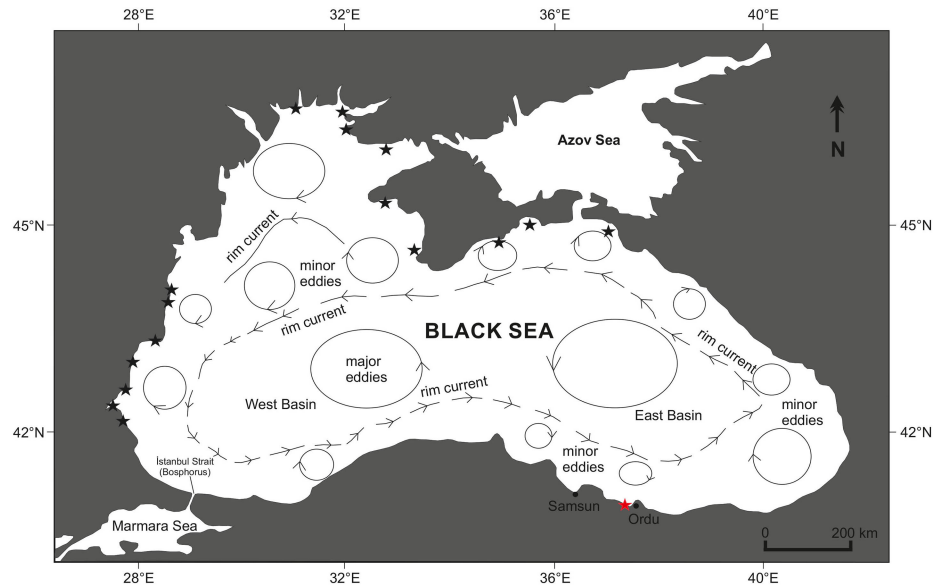 28°E 32°E 36°E 40°E
Azov Sea
N
45°N 45°N
rim current
minor
eddies
rim current
BLACK SEA
rim current
major
eddies
rim current
West Basin
East Basin
minor
eddies
42°N 42°N
minor
eddies
İstanbul Strait
(Bosphorus)
Samsun
Ordu
Marmara Sea
0 200 km
28°E 32°E 36°E 40°E